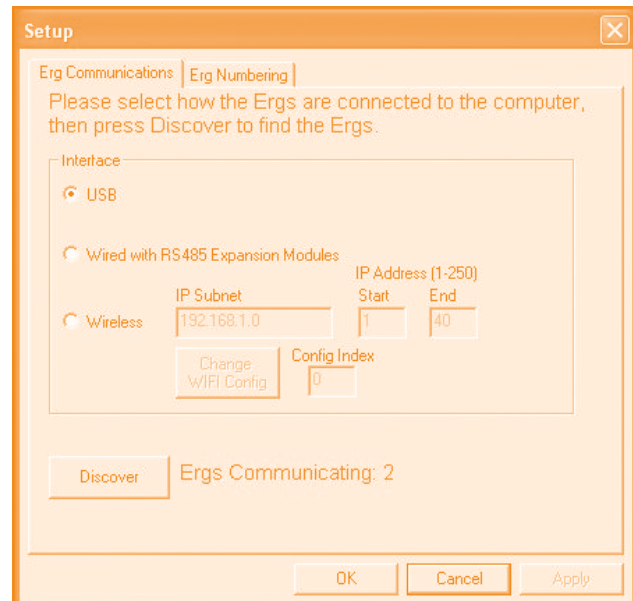 Setup
Erg Communications Erg Numbering
Please select how the Ergs are connected to the computer,
then press Discover to find the Ergs.
Interface
USB
Wired with RS485 Expansion Modules
IP Address (1-250)
IP Subnet Start End
Wireless 192.168.1.0 1 40
Change
WIFI Config
Config Index
0
Discover Ergs Communicating: 2
OK Cancel Apply